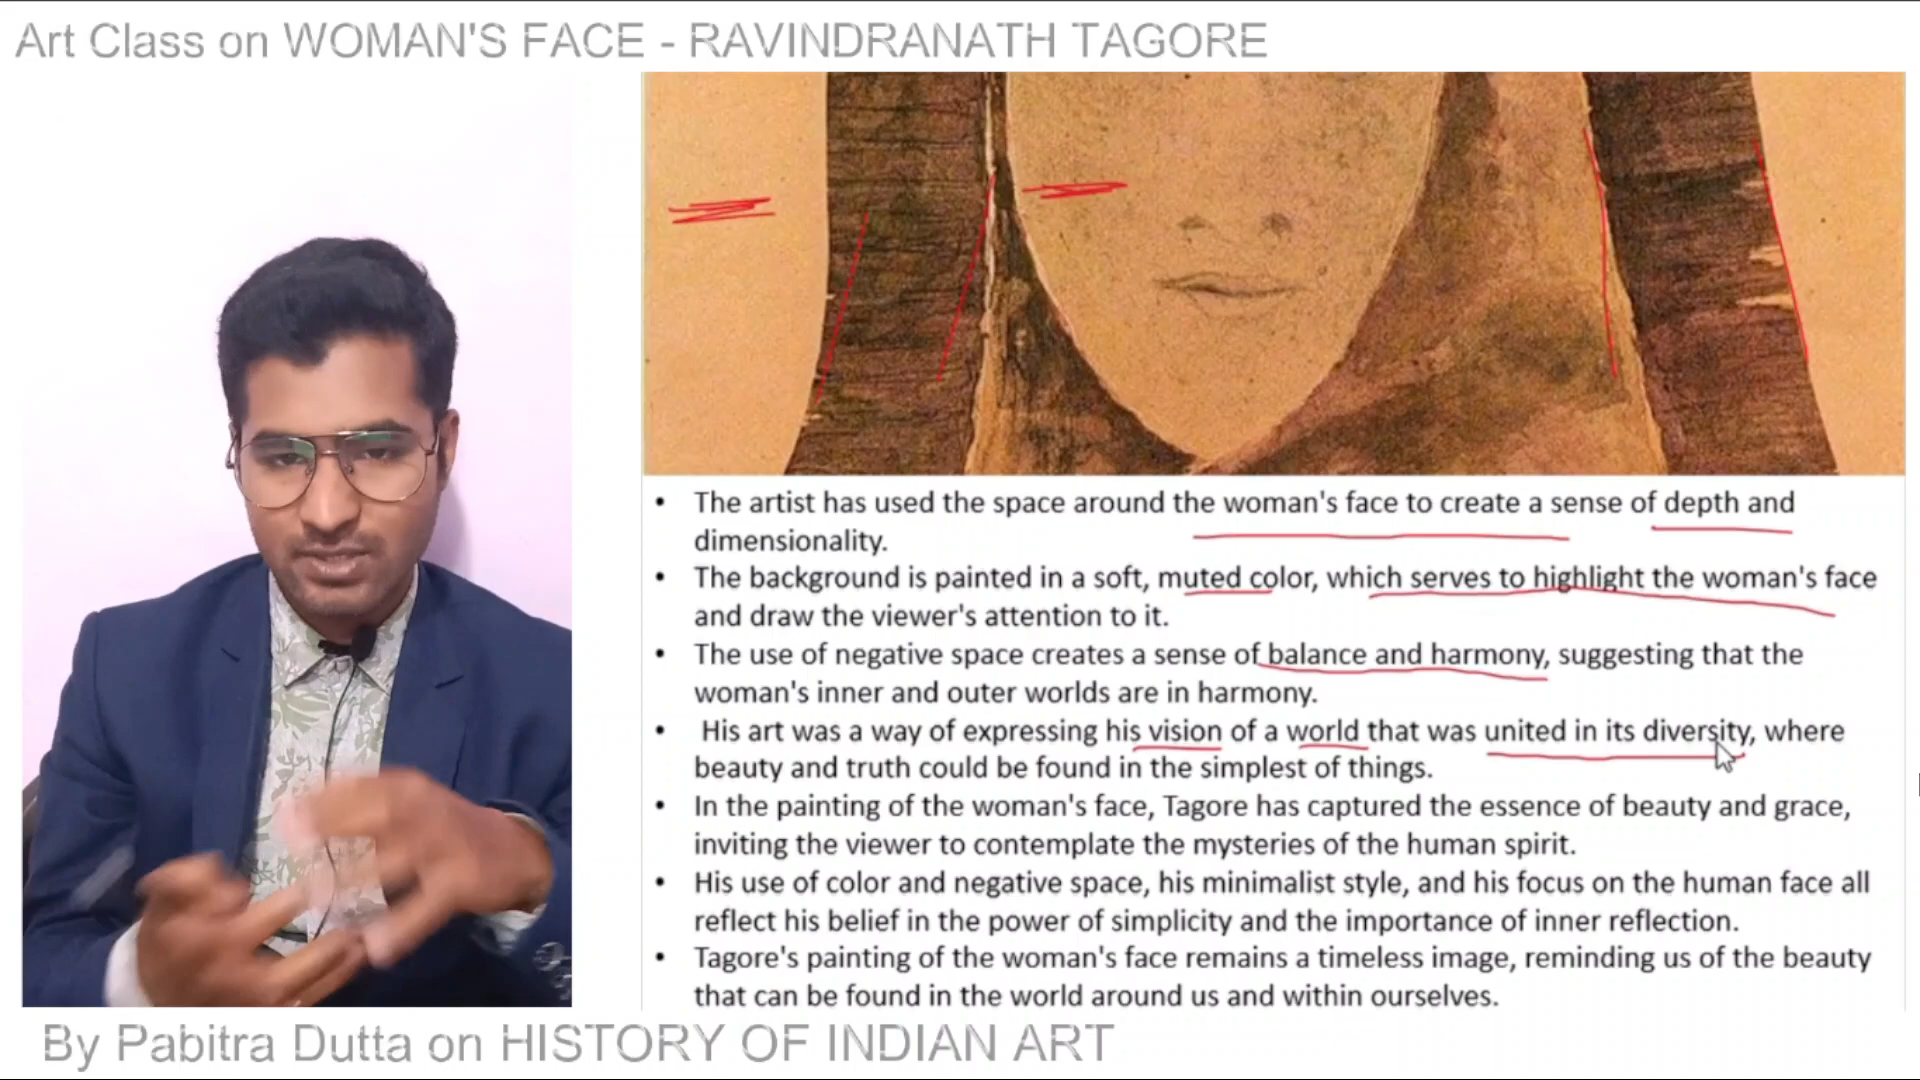 Art Class on WOMAN'S FACE - RAVINDRANATH TAGORE
• The artist has used the space around the woman's face to create a sense of depth and
dimensionality.
• The background is painted in a soft, muted color, which serves to highlight the woman's face
and draw the viewer's attention to it.
• The use of negative space creates a sense of balance and harmony, suggesting that the
woman's inner and outer worlds are in harmony.
• His art was a way of expressing his vision of a world that was united in its diversity, where
beauty and truth could be found in the simplest of things.
• In the painting of the woman's face, Tagore has captured the essence of beauty and grace,
inviting the viewer to contemplate the mysteries of the human spirit.
• His use of color and negative space, his minimalist style, and his focus on the human face all
reflect his belief in the power of simplicity and the importance of inner reflection.
• Tagore's painting of the woman's face remains a timeless image, reminding us of the beauty
that can be found in the world around us and within ourselves.
By Pabitra Dutta on HISTORY OF INDIAN ART